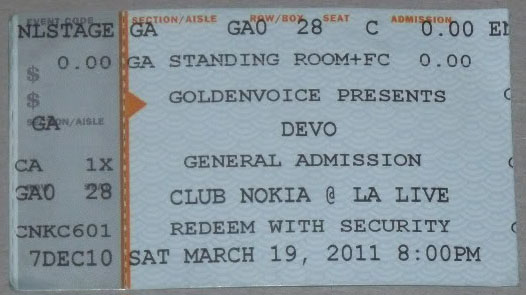 EVENT CODE SECTION/AISLE ROW/BOX SEAT ADMISSION
NLSTAGE GA GA0 28 C 0.00 EN
$ 0.00 GA STANDING ROOM+FC 0.00
$ GOLDENVOICE PRESENTS
SECTION/AISLE
GA DEVO
CA 1X GENERAL ADMISSION
GA0 28 CLUB NOKIA @ LA LIVE
CNKC601 REDEEM WITH SECURITY
7DEC10 SAT MARCH 19, 2011 8:00PM